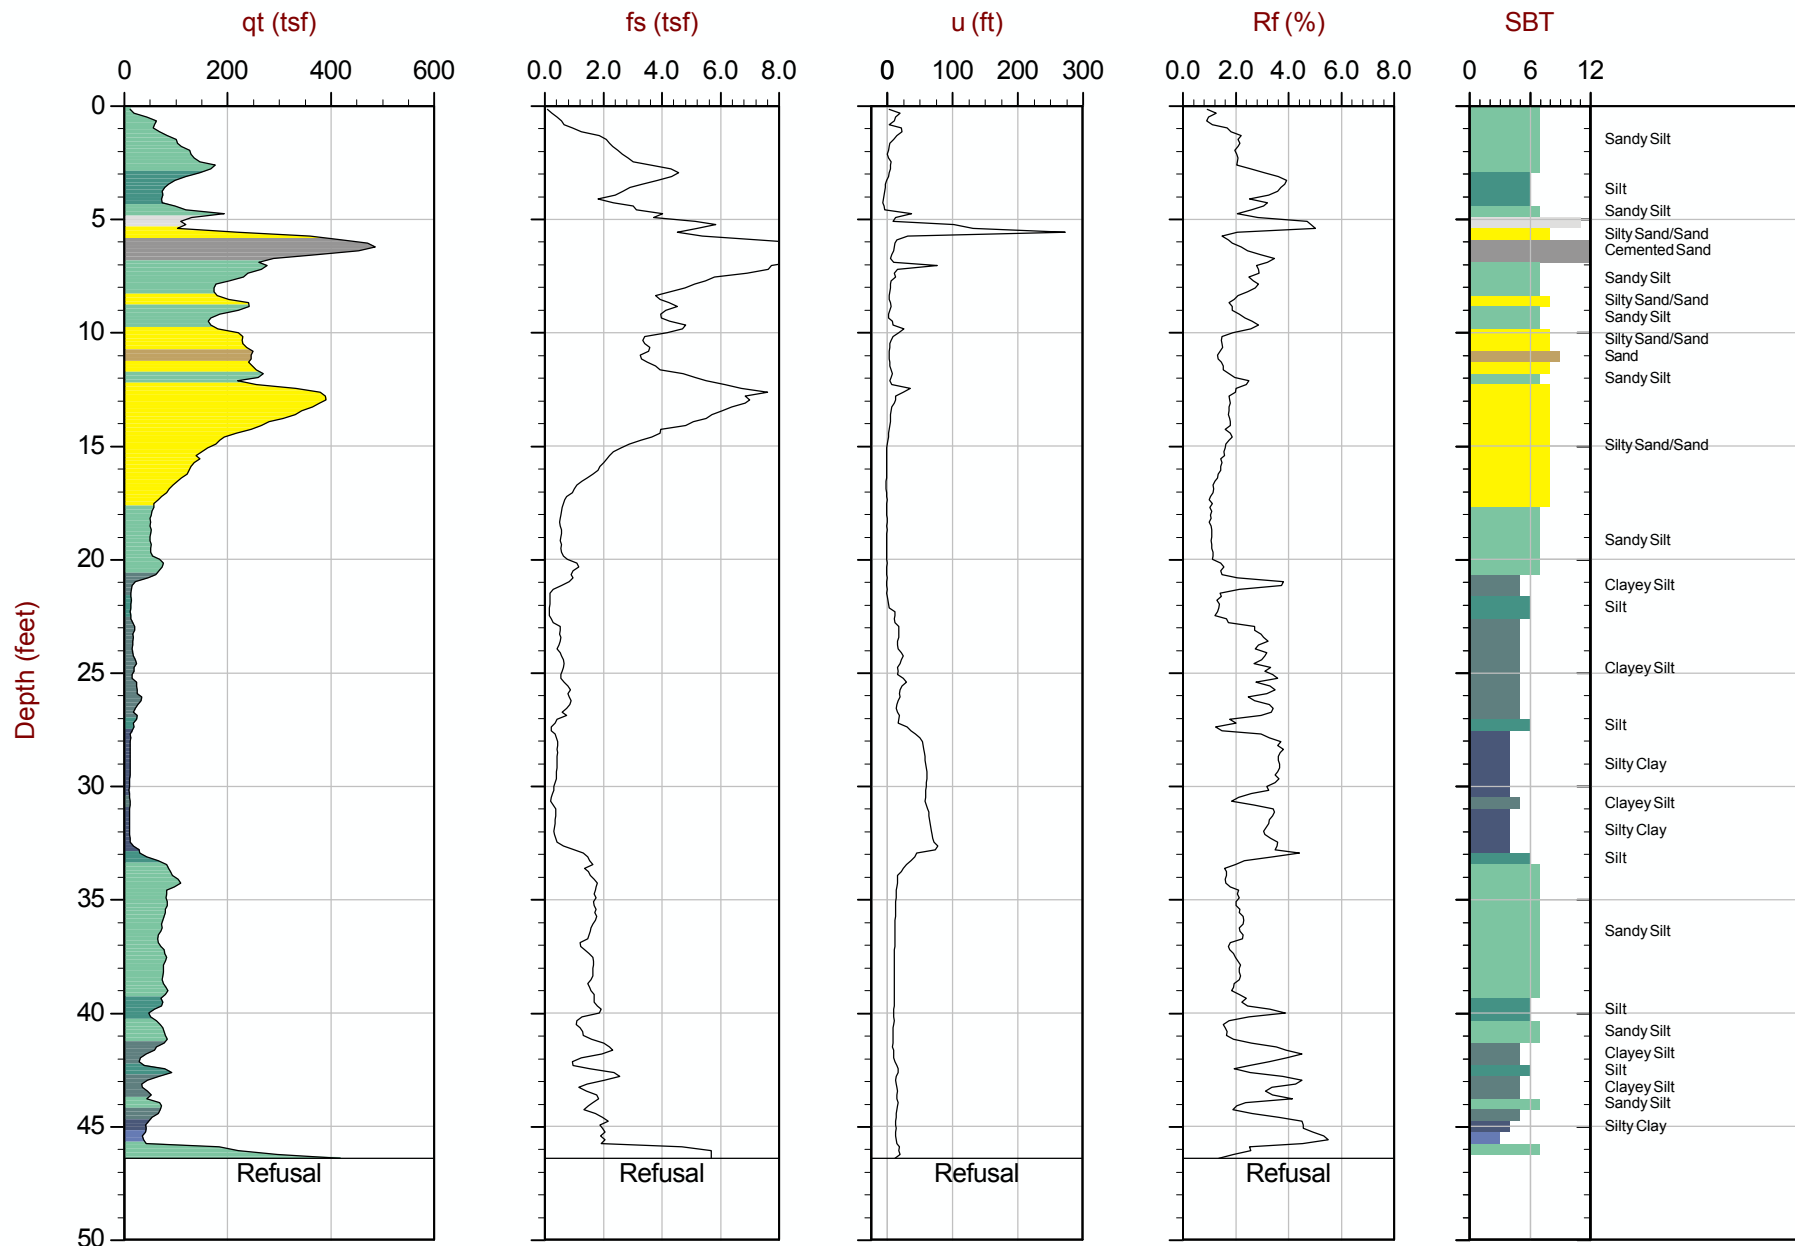 qt (tsf) fs (tsf) u (ft) Rf (%) SBT
0 200 400 600 0.0 2.0 4.0 6.0 8.0 0 100 200 300 0.0 2.0 4.0 6.0 8.0 0 6 12
0
Sandy Silt
Silt
Sandy Silt
5
Silty Sand/Sand
Cemented Sand
Sandy Silt
Silty Sand/Sand
Sandy Silt
10
Silty Sand/Sand
Sand
Sandy Silt
15 Silty Sand/Sand
Sandy Silt
20
Clayey Silt
Silt
Depth (feet)
25 Clayey Silt
Silt
Silty Clay
30
Clayey Silt
Silty Clay
Silt
35
Sandy Silt
40 Silt
Sandy Silt
Clayey Silt
Silt
Clayey Silt
Sandy Silt
45 Silty Clay
Refusal Refusal Refusal Refusal
50